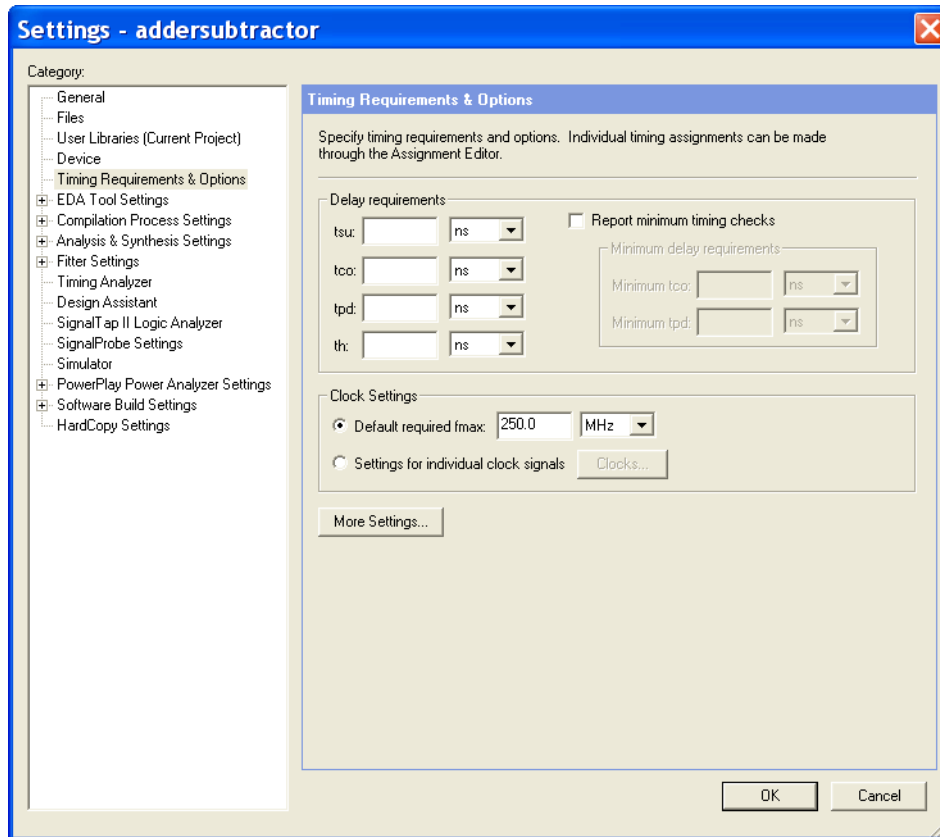 Settings - addersubtractor
Category:
General
Files
User Libraries (Current Project)
Device
Timing Requirements & Options
EDA Tool Settings
Compilation Process Settings
Analysis & Synthesis Settings
Fitter Settings
Timing Analyzer
Design Assistant
SignalTap II Logic Analyzer
SignalProbe Settings
Simulator
PowerPlay Power Analyzer Settings
Software Build Settings
HardCopy Settings
Timing Requirements & Options
Specify timing requirements and options. Individual timing assignments can be made
through the Assignment Editor.
Delay requirements
tsu: ns
tco: ns
tpd: ns
th: ns
Report minimum timing checks
Minimum delay requirements
Minimum tco: ns
Minimum tpd: ns
Clock Settings
Default required fmax: 250.0 MHz
Settings for individual clock signals Clocks...
More Settings...
OK Cancel